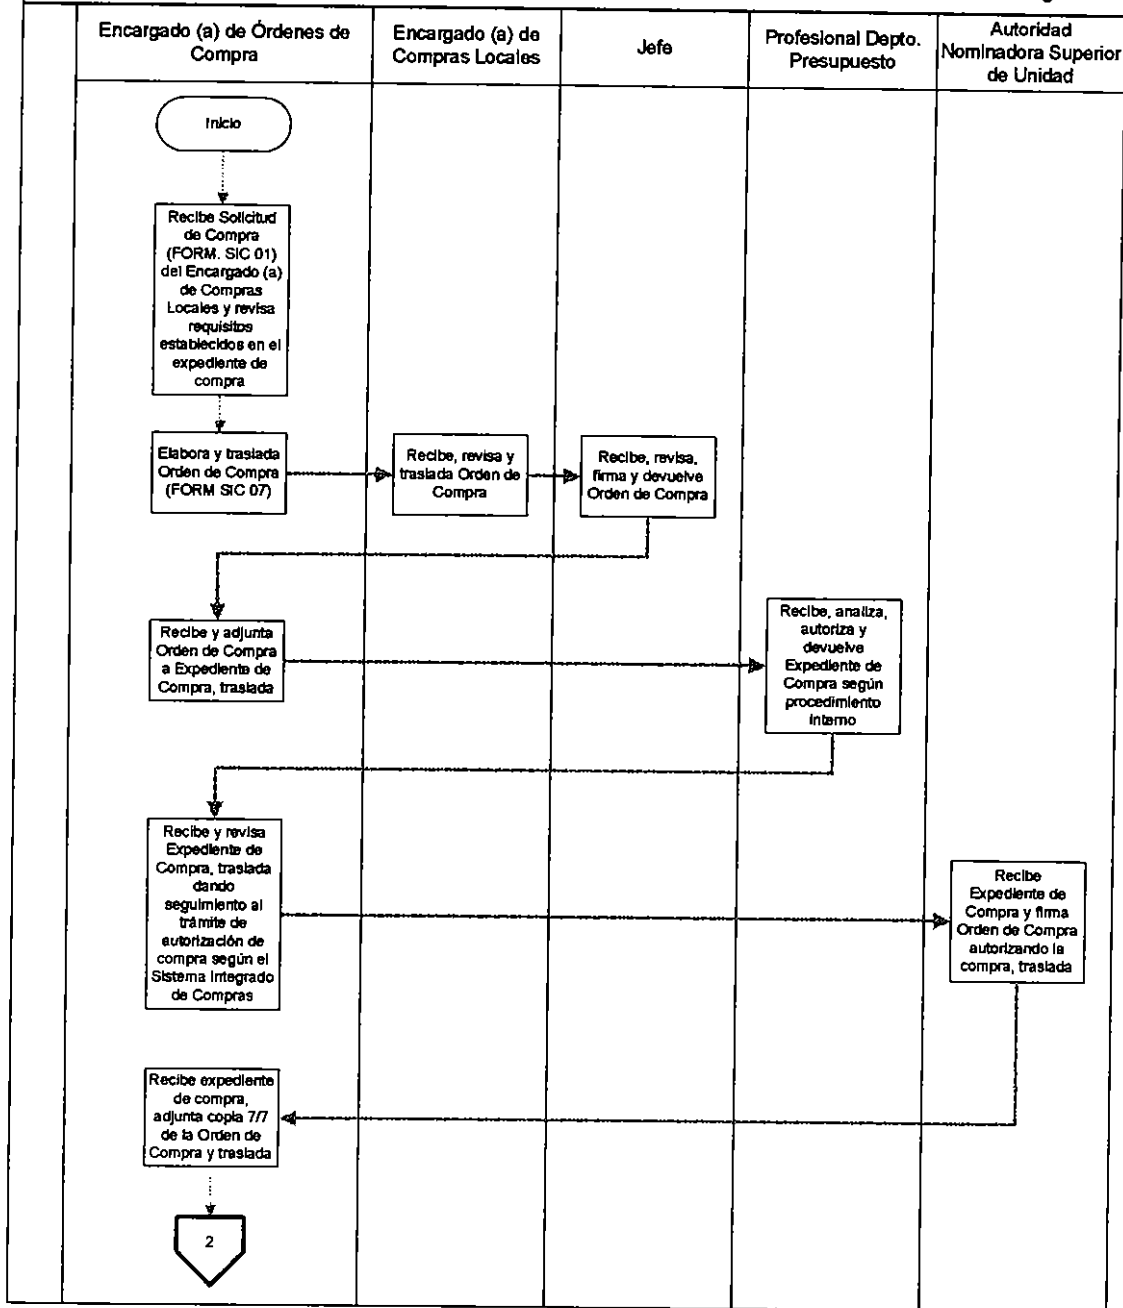 Encargado (a) de Órdenes de
Compra
Encargado (a) de
Compras Locales
Jefe
Profesional Depto.
Presupuesto
Autoridad
Nominadora Superior
de Unidad
Inicio
Recibe Solicitud
de Compra
(FORM. SIC 01)
del Encargado (a)
de Compras
Locales y revisa
requisitos
establecidos en el
expediente de
compra
Elabora y traslada
Orden de Compra
(FORM SIC 07)
Recibe, revisa y
traslada Orden de
Compra
Recibe, revisa,
firma y devuelve
Orden de Compra
Recibe y adjunta
Orden de Compra
a Expediente de
Compra, traslada
Recibe, analiza,
autoriza y
devuelve
Expediente de
Compra según
procedimiento
interno
Recibe y revisa
Expediente de
Compra, traslada
dando
seguimiento al
trámite de
autorización de
compra según el
Sistema Integrado
de Compras
Recibe
Expediente de
Compra y firma
Orden de Compra
autorizando la
compra, traslada
Recibe expediente
de compra,
adjunta copia 7/7
de la Orden de
Compra y traslada
2